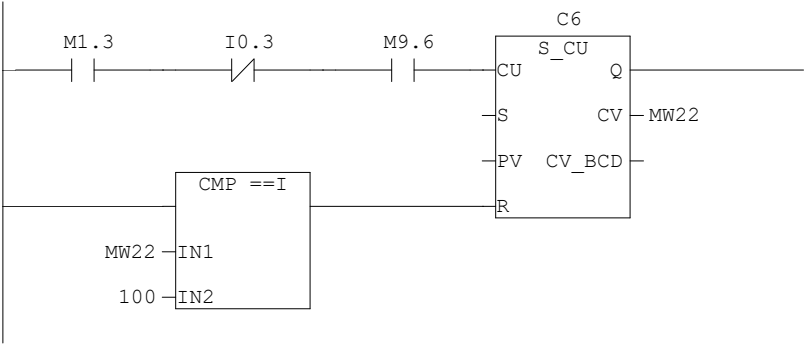 C6
M1.3 I0.3 M9.6 S_CU
CU Q
S CV MW22
PV CV_BCD
CMP ==I
R
MW22 IN1
100 IN2